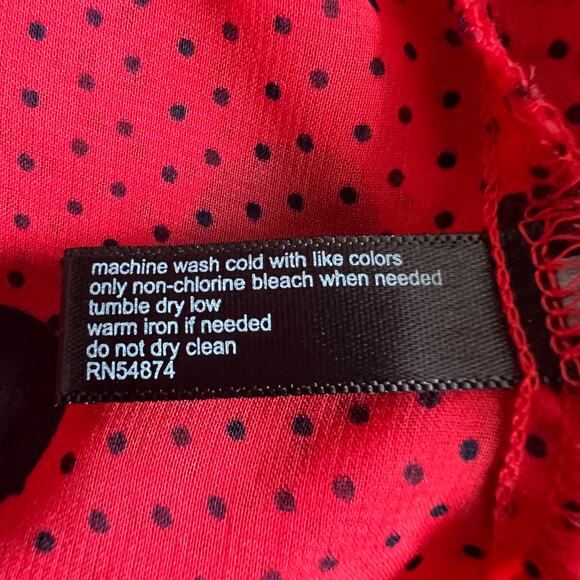 machine wash cold with like colors
only non-chlorine bleach when needed
tumble dry low
warm iron if needed
do not dry clean
RN54874